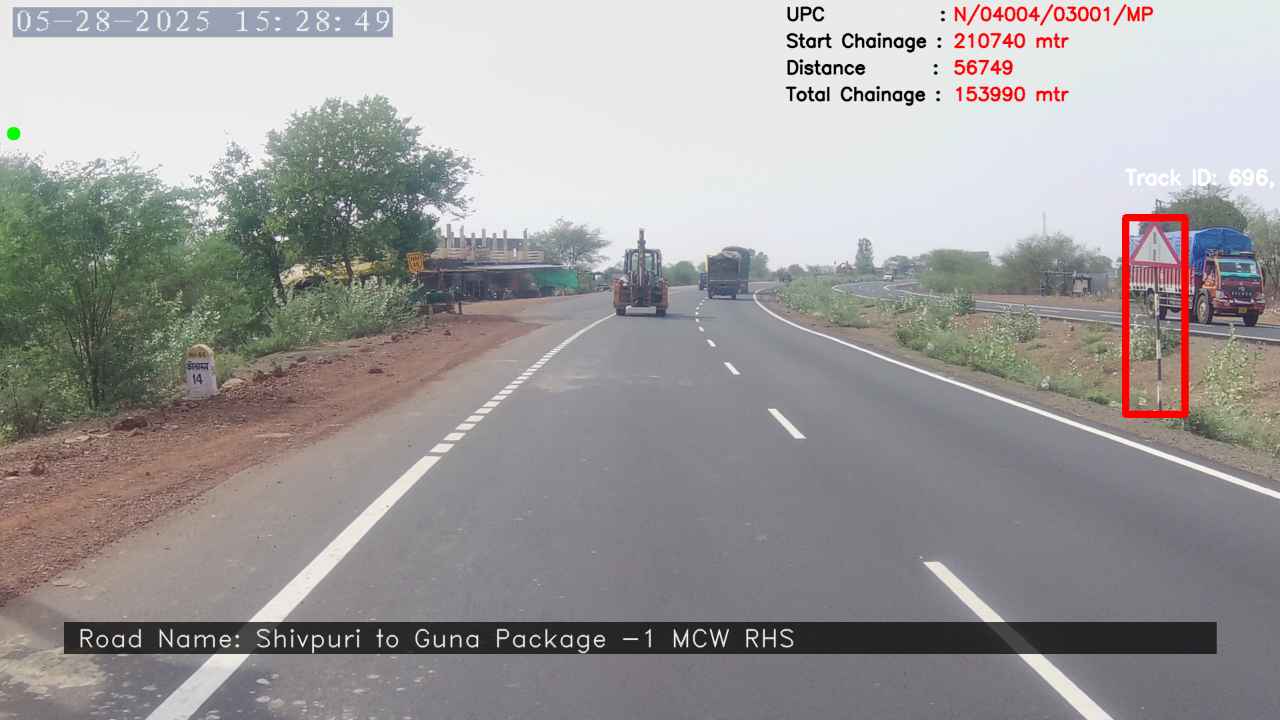 05-28-2025 15:28:49
UPC : N/04004/03001/MP
Start Chainage : 210740 mtr
Distance : 56749
Total Chainage : 153990 mtr
Track ID: 696,
14
Road Name: Shivpuri to Guna Package -1 MCW RHS